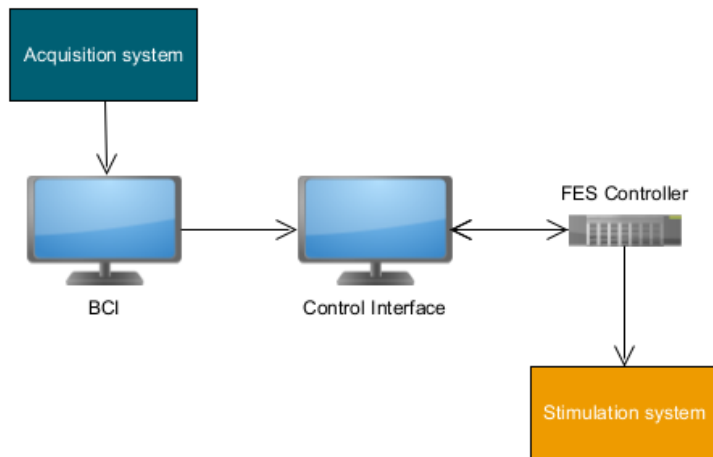 Acquisition system
FES Controller
BCI
Control Interface
Stimulation system